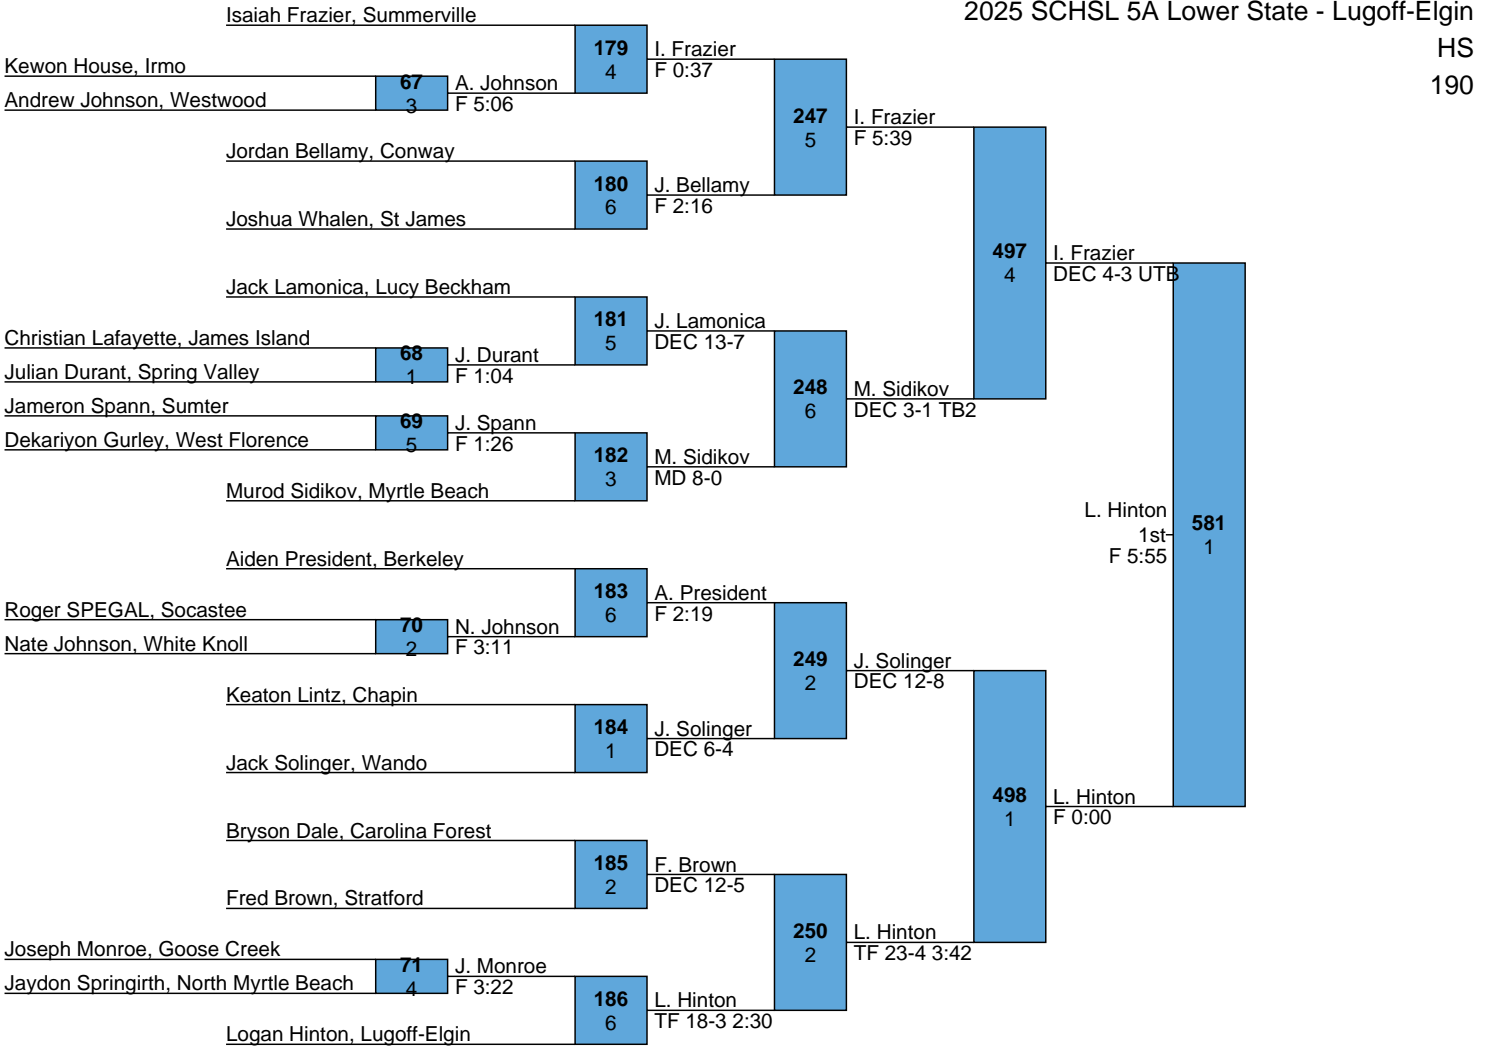 2025 SCHSL 5A Lower State - Lugoff-Elgin
HS
190
Isaiah Frazier, Summerville
179
4
I. Frazier
F 0:37
Kewon House, Irmo
67
3
A. Johnson
F 5:06
Andrew Johnson, Westwood
247
5
I. Frazier
F 5:39
Jordan Bellamy, Conway
180
6
J. Bellamy
F 2:16
Joshua Whalen, St James
497
4
I. Frazier
DEC 4-3 UTB
Jack Lamonica, Lucy Beckham
181
5
J. Lamonica
DEC 13-7
Christian Lafayette, James Island
68
1
J. Durant
F 1:04
Julian Durant, Spring Valley
248
6
M. Sidikov
DEC 3-1 TB2
Jameron Spann, Sumter
69
5
J. Spann
F 1:26
Dekariyon Gurley, West Florence
182
3
M. Sidikov
MD 8-0
Murod Sidikov, Myrtle Beach
L. Hinton
1st
F 5:55
581
1
Aiden President, Berkeley
183
6
A. President
F 2:19
Roger SPEGAL, Socastee
70
2
N. Johnson
F 3:11
Nate Johnson, White Knoll
249
2
J. Solinger
DEC 12-8
Keaton Lintz, Chapin
184
1
J. Solinger
DEC 6-4
Jack Solinger, Wando
498
1
L. Hinton
F 0:00
Bryson Dale, Carolina Forest
185
2
F. Brown
DEC 12-5
Fred Brown, Stratford
250
2
L. Hinton
TF 23-4 3:42
Joseph Monroe, Goose Creek
71
4
J. Monroe
F 3:22
Jaydon Springirth, North Myrtle Beach
186
6
L. Hinton
TF 18-3 2:30
Logan Hinton, Lugoff-Elgin